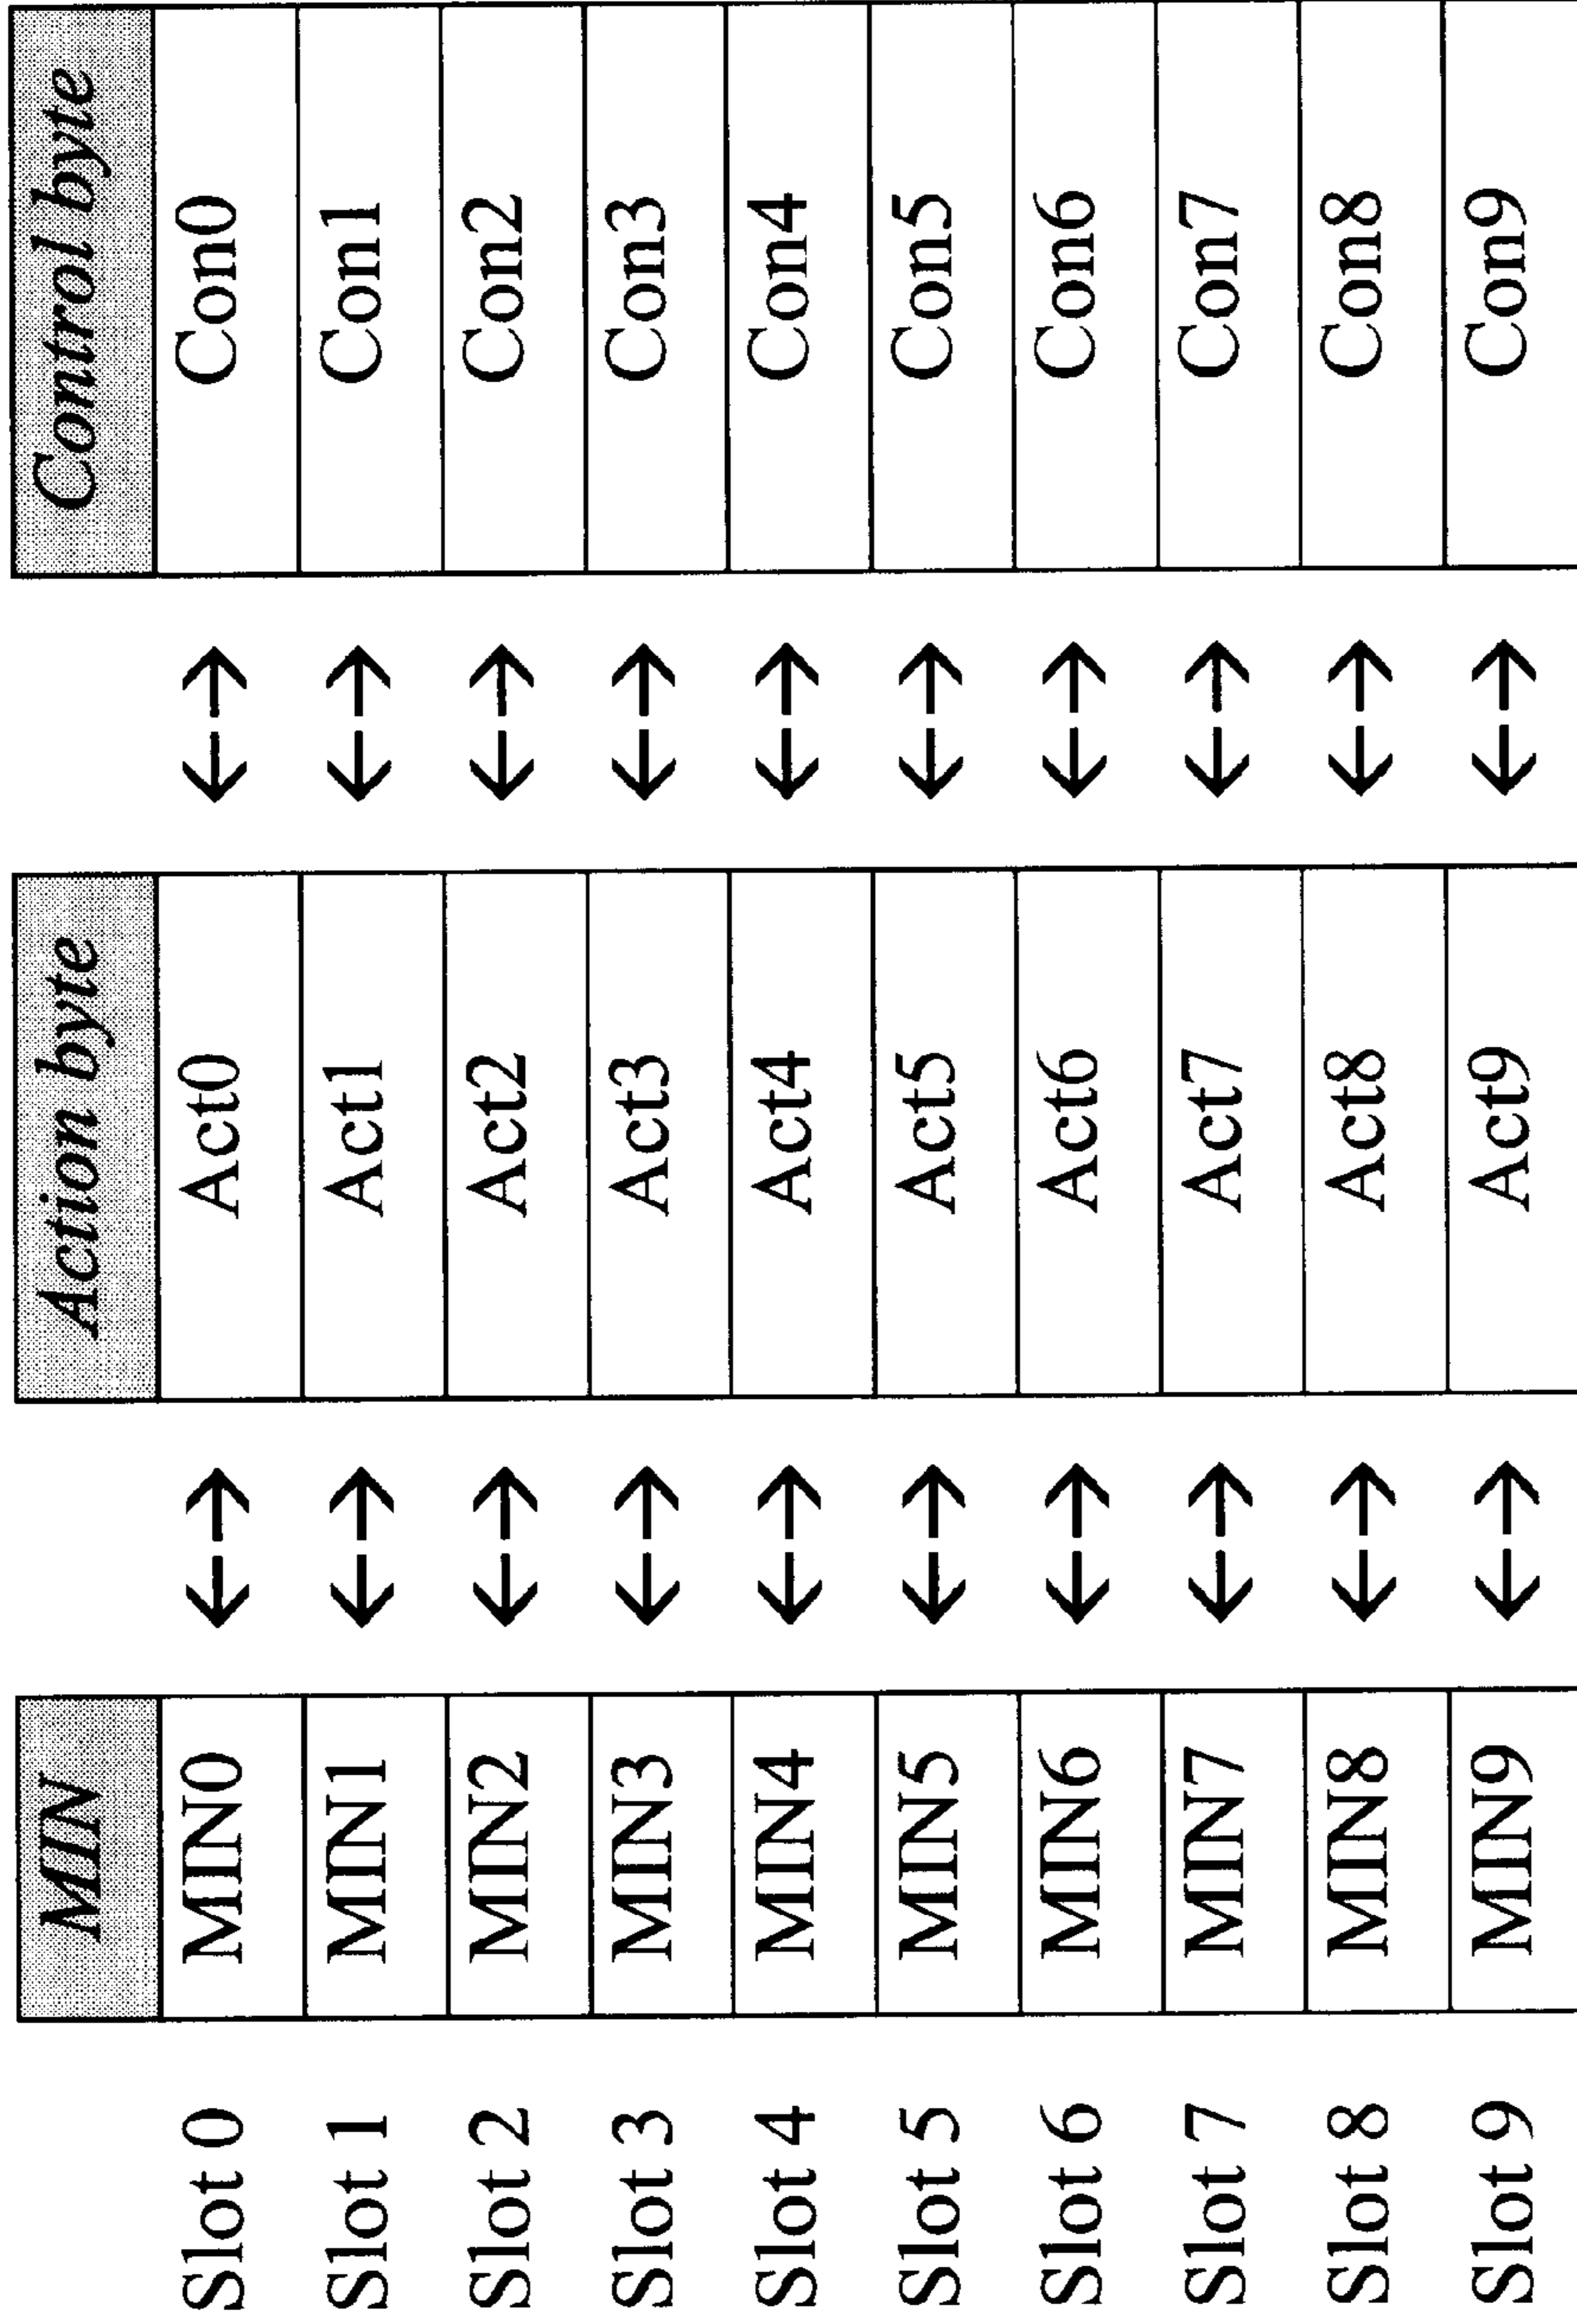 MIN Action byte Control byte
Slot 0 MIN0 Act0 Con0
Slot 1 MIN1 Act1 Con1
Slot 2 MIN2 Act2 Con2
Slot 3 MIN3 Act3 Con3
Slot 4 MIN4 Act4 Con4
Slot 5 MIN5 Act5 Con5
Slot 6 MIN6 Act6 Con6
Slot 7 MIN7 Act7 Con7
Slot 8 MIN8 Act8 Con8
Slot 9 MIN9 Act9 Con9